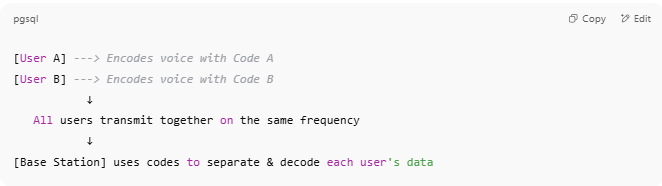 pgsql
Copy Edit
[User A] ---> Encodes voice with Code A
[User B] ---> Encodes voice with Code B
↓
All users transmit together on the same frequency
↓
[Base Station] uses codes to separate & decode each user's data